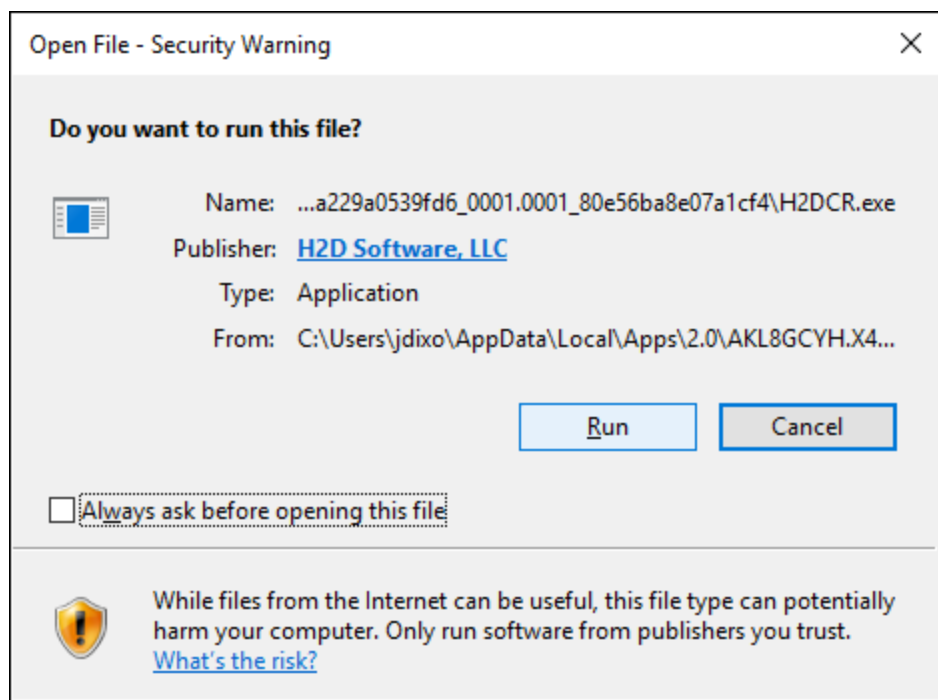 Open File - Security Warning
Do you want to run this file?
Name: ...a229a0539fd6_0001.0001_80e56ba8e07a1cf4\H2DCR.exe
Publisher: H2D Software, LLC
Type: Application
From: C:\Users\jdixo\AppData\Local\Apps\2.0\AKL8GCYH.X4...
Run Cancel
Always ask before opening this file
While files from the Internet can be useful, this file type can potentially
harm your computer. Only run software from publishers you trust.
What's the risk?